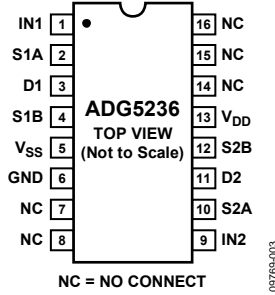 IN1 1 16 NC
S1A 2 15 NC
D1 3 14 NC
S1B 4 ADG5236 13 VDD
TOP VIEW
VSS 5 (Not to Scale) 12 S2B
GND 6 11 D2
NC 7 10 S2A
NC 8 9 IN2
NC = NO CONNECT
09769-003